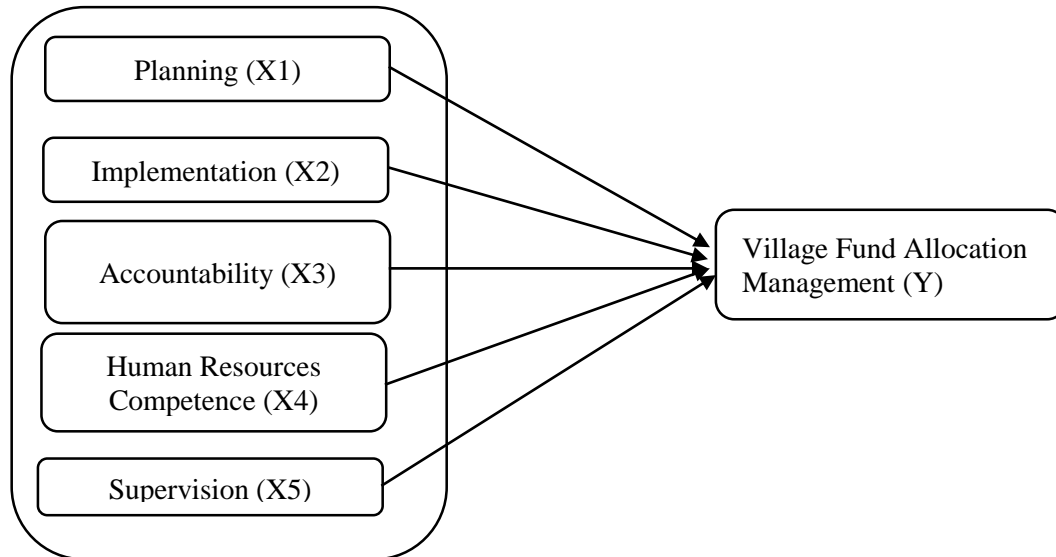 Planning (X1)
Implementation (X2)
Accountability (X3)
Human Resources
Competence (X4)
Supervision (X5)
Village Fund Allocation
Management (Y)